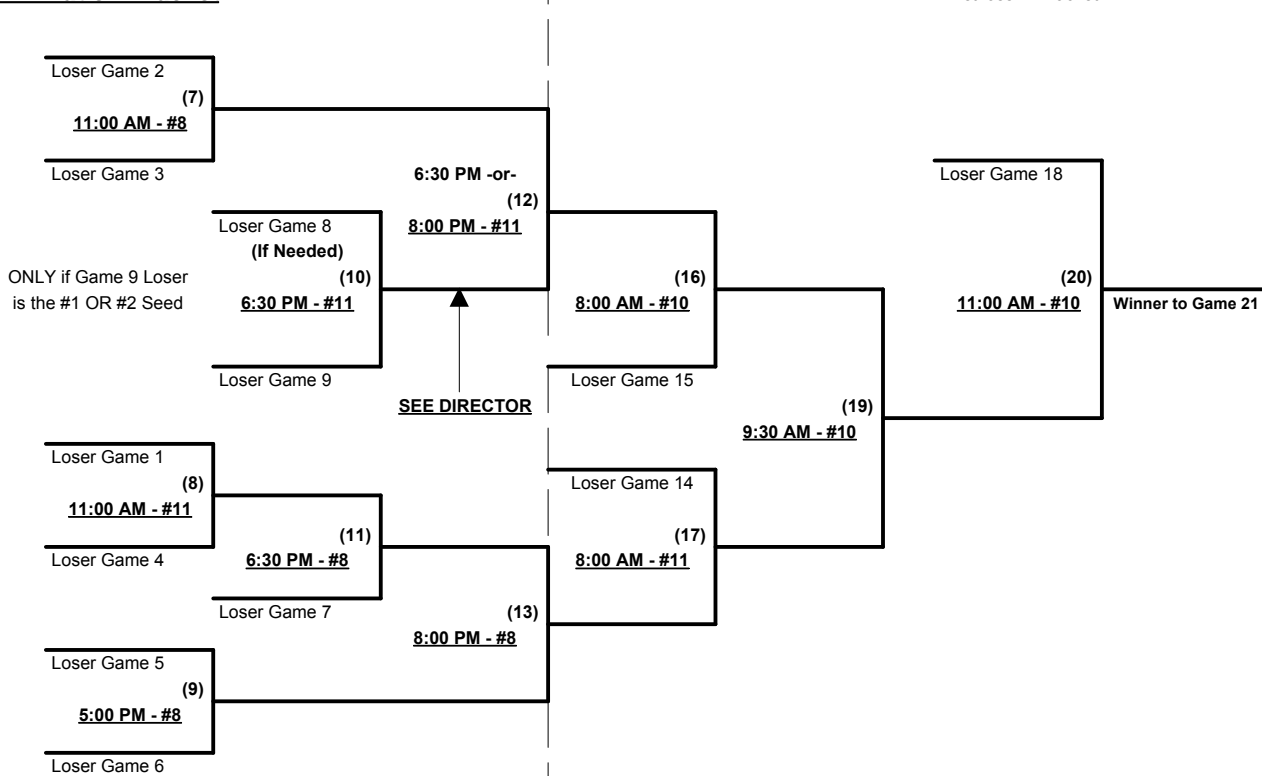 Loser Game 2
(7)
11:00 AM - #8
Loser Game 3
6:30 PM -or-
(12)
8:00 PM - #11
Loser Game 18
Loser Game 8
(If Needed)
(10)
6:30 PM - #11
ONLY if Game 9 Loser
is the #1 OR #2 Seed
(16)
8:00 AM - #10
(20)
11:00 AM - #10
Winner to Game 21
Loser Game 9
SEE DIRECTOR
Loser Game 15
(19)
9:30 AM - #10
Loser Game 1
(8)
11:00 AM - #11
Loser Game 4
Loser Game 14
(11)
6:30 PM - #8
(17)
8:00 AM - #11
Loser Game 7
(13)
8:00 PM - #8
Loser Game 5
(9)
5:00 PM - #8
Loser Game 6